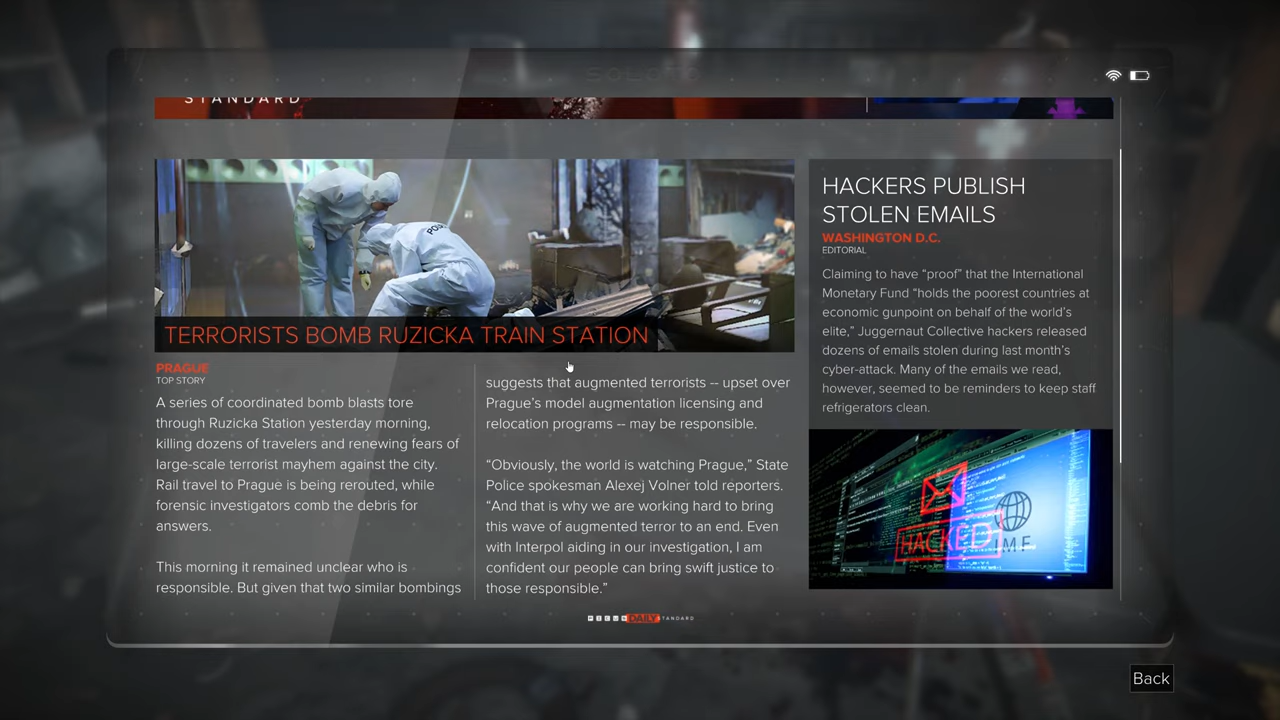 STANDARD
TERRORISTS BOMB RUZICKA TRAIN STATION
PRAGUE
TOP STORY
A series of coordinated bomb blasts tore
through Ruzicka Station yesterday morning,
killing dozens of travelers and renewing fears of
large-scale terrorist mayhem against the city.
Rail travel to Prague is being rerouted, while
forensic investigators comb the debris for
answers.
This morning it remained unclear who is
responsible. But given that two similar bombings
suggests that augmented terrorists -- upset over
Prague's model augmentation licensing and
relocation programs -- may be responsible.
“Obviously, the world is watching Prague,” State
Police spokesman Alexej Volner told reporters.
“And that is why we are working hard to bring
this wave of augmented terror to an end. Even
with Interpol aiding in our investigation, I am
confident our people can bring swift justice to
those responsible.”
HACKERS PUBLISH
STOLEN EMAILS
WASHINGTON D.C.
EDITORIAL
Claiming to have “proof” that the International
Monetary Fund “holds the poorest countries at
economic gunpoint on behalf of the world's
elite,” Juggernaut Collective hackers released
dozens of emails stolen during last month's
cyber-attack. Many of the emails we read,
however, seemed to be reminders to keep staff
refrigerators clean.
HACKED
IMF
PICUS DAILY STANDARD
Back